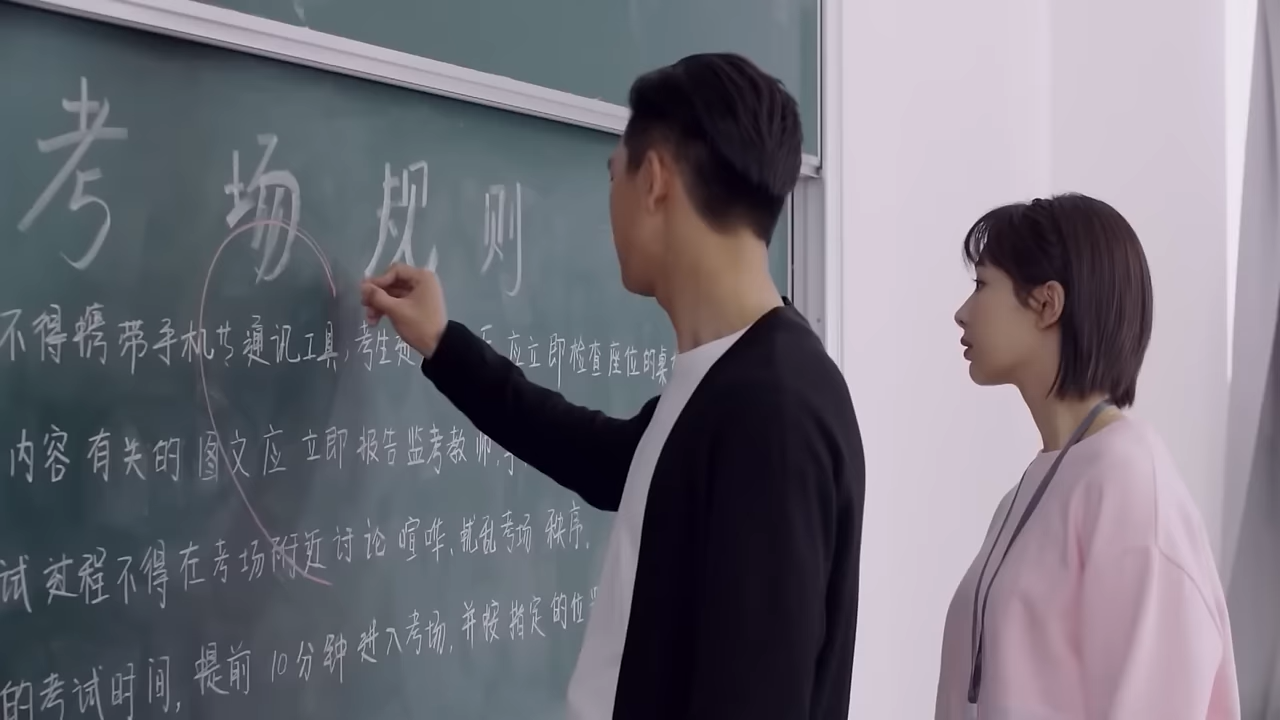 考场规则
不得携带手机等通讯工具,考生 应立即检查座位的桌
内容有关的图文应立即报告监考教师,
试过程不得在考场附近讨论喧哗、扰乱考场秩序。
的考试时间,提前10分钟进入考场,并按指定的位